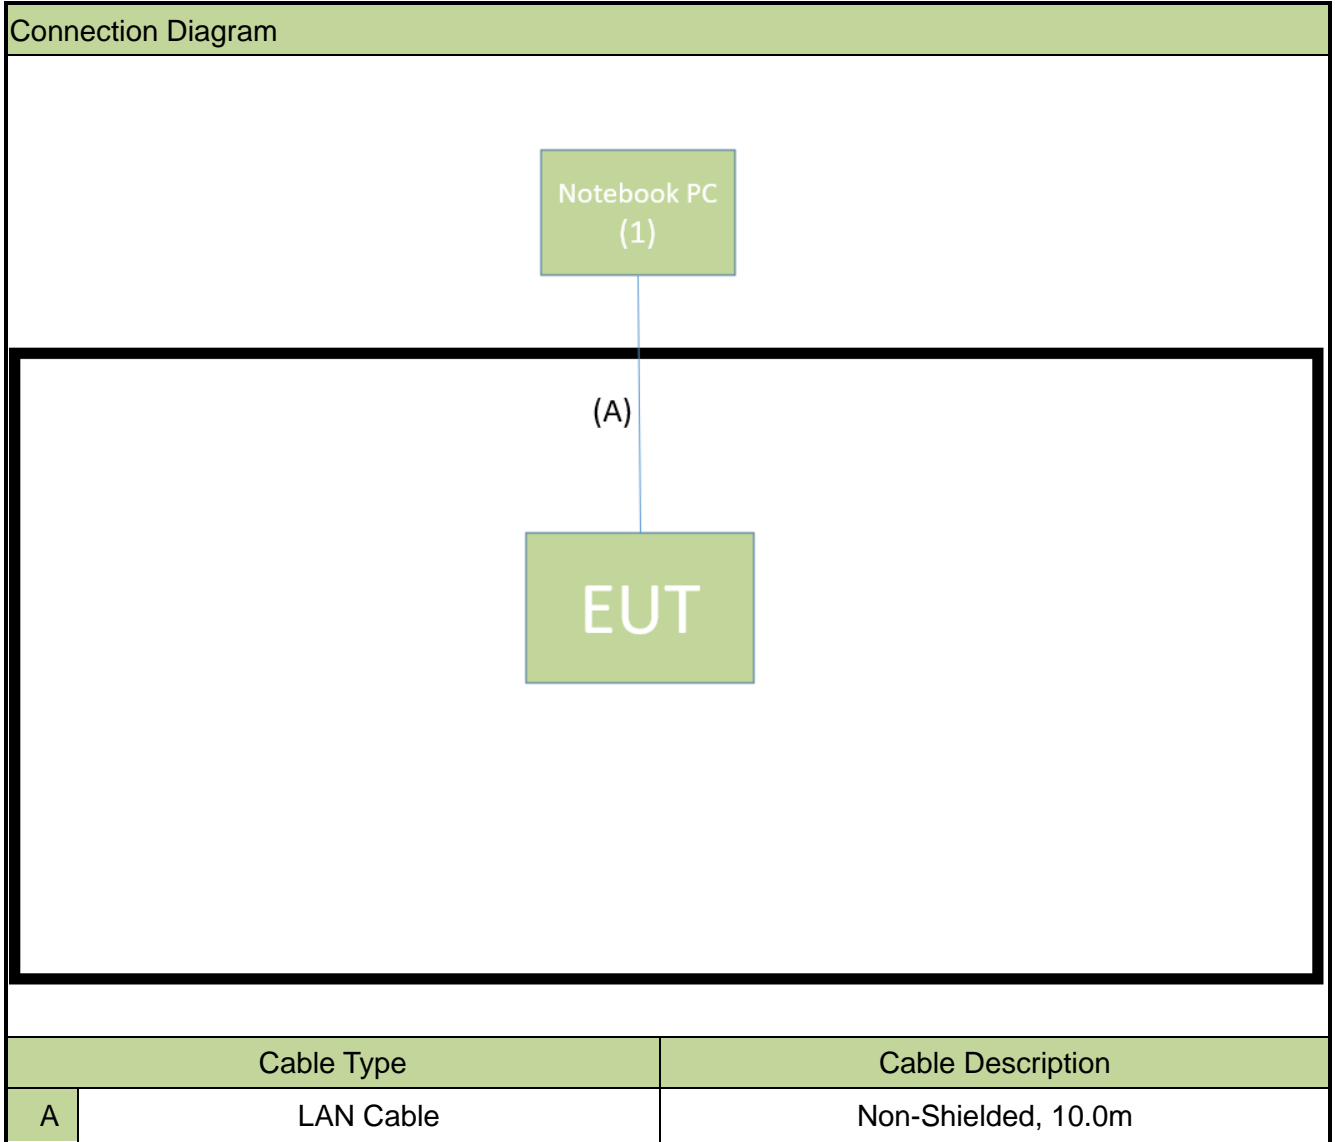 Connection Diagram
Notebook PC
(1)
(A)
EUT
Cable Type Cable Description
A LAN Cable Non-Shielded, 10.0m